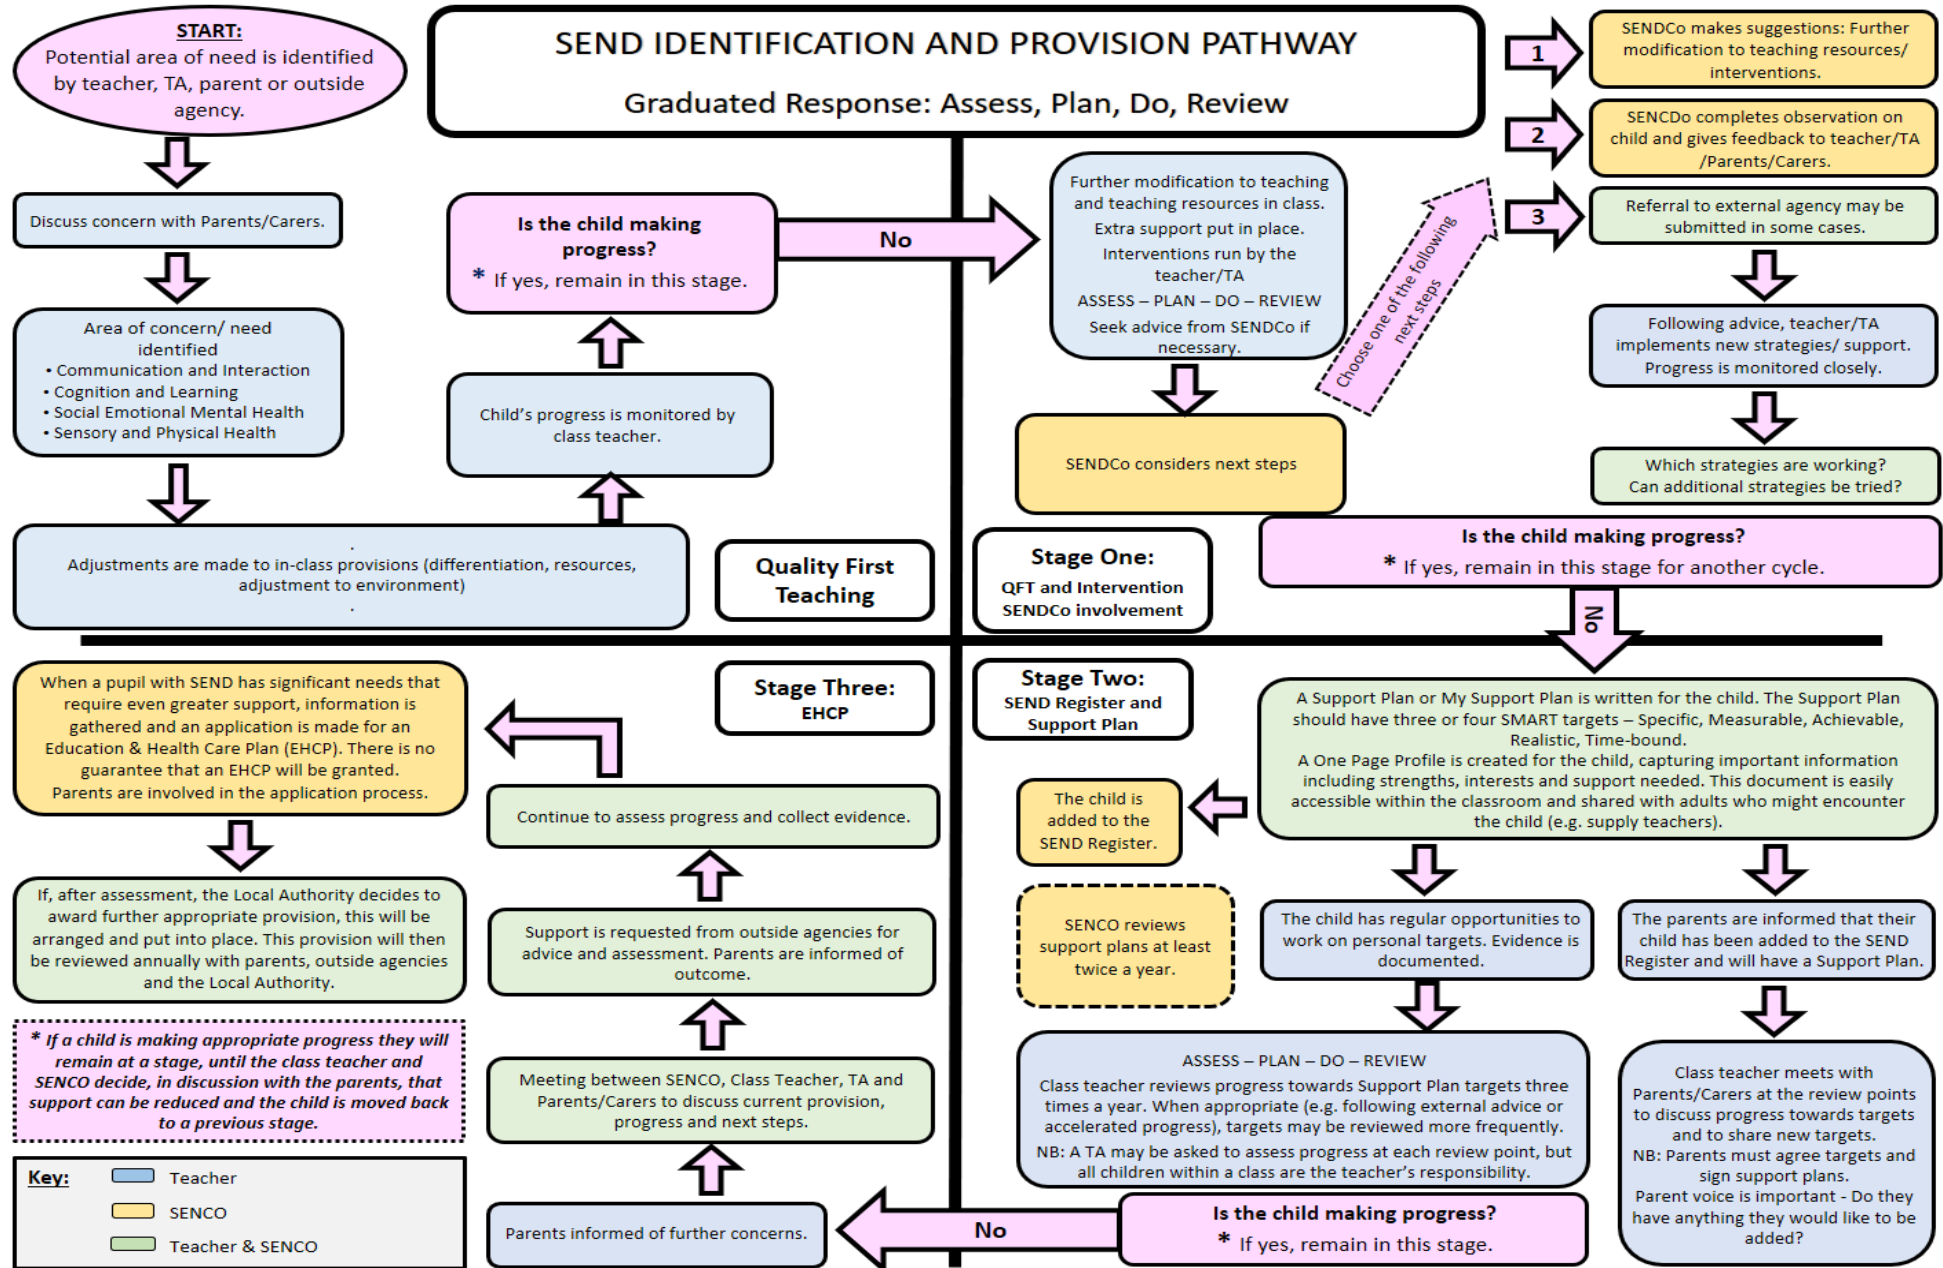 SEND IDENTIFICATION AND PROVISION PATHWAY
Graduated Response: Assess, Plan, Do, Review
START:
Potential area of need is identified
by teacher, TA, parent or outside
agency.
Discuss concern with Parents/Carers.
Area of concern/ need
identified
• Communication and Interaction
• Cognition and Learning
• Social Emotional Mental Health
• Sensory and Physical Health
.
Adjustments are made to in-class provisions (differentiation, resources,
adjustment to environment)
.
Child's progress is monitored by
class teacher.
Is the child making
progress?
* If yes, remain in this stage.
No
Quality First
Teaching
Further modification to teaching
and teaching resources in class.
Extra support put in place.
Interventions run by the
teacher/TA
ASSESS – PLAN – DO – REVIEW
Seek advice from SENDCo if
necessary.
SENDCo considers next steps
Choose one of the following
next steps
1
SENDCo makes suggestions: Further
modification to teaching resources/
interventions.
2
SENCDo completes observation on
child and gives feedback to teacher/TA
/Parents/Carers.
3
Referral to external agency may be
submitted in some cases.
Following advice, teacher/TA
implements new strategies/ support.
Progress is monitored closely.
Which strategies are working?
Can additional strategies be tried?
Stage One:
QFT and Intervention
SENDCo involvement
Is the child making progress?
* If yes, remain in this stage for another cycle.
No
Stage Two:
SEND Register and
Support Plan
A Support Plan or My Support Plan is written for the child. The Support Plan
should have three or four SMART targets – Specific, Measurable, Achievable,
Realistic, Time-bound.
A One Page Profile is created for the child, capturing important information
including strengths, interests and support needed. This document is easily
accessible within the classroom and shared with adults who might encounter
the child (e.g. supply teachers).
The child is
added to the
SEND Register.
SENCO reviews
support plans at least
twice a year.
The child has regular opportunities to
work on personal targets. Evidence is
documented.
The parents are informed that their
child has been added to the SEND
Register and will have a Support Plan.
ASSESS – PLAN – DO – REVIEW
Class teacher reviews progress towards Support Plan targets three
times a year. When appropriate (e.g. following external advice or
accelerated progress), targets may be reviewed more frequently.
NB: A TA may be asked to assess progress at each review point, but
all children within a class are the teacher's responsibility.
Class teacher meets with
Parents/Carers at the review points
to discuss progress towards targets
and to share new targets.
NB: Parents must agree targets and
sign support plans.
Parent voice is important - Do they
have anything they would like to be
added?
Is the child making progress?
* If yes, remain in this stage.
No
Stage Three:
EHCP
Parents informed of further concerns.
Meeting between SENCO, Class Teacher, TA and
Parents/Carers to discuss current provision,
progress and next steps.
Support is requested from outside agencies for
advice and assessment. Parents are informed of
outcome.
Continue to assess progress and collect evidence.
When a pupil with SEND has significant needs that
require even greater support, information is
gathered and an application is made for an
Education & Health Care Plan (EHCP). There is no
guarantee that an EHCP will be granted.
Parents are involved in the application process.
If, after assessment, the Local Authority decides to
award further appropriate provision, this will be
arranged and put into place. This provision will then
be reviewed annually with parents, outside agencies
and the Local Authority.
* If a child is making appropriate progress they will
remain at a stage, until the class teacher and
SENCO decide, in discussion with the parents, that
support can be reduced and the child is moved back
to a previous stage.
Key:
Teacher
SENCO
Teacher & SENCO